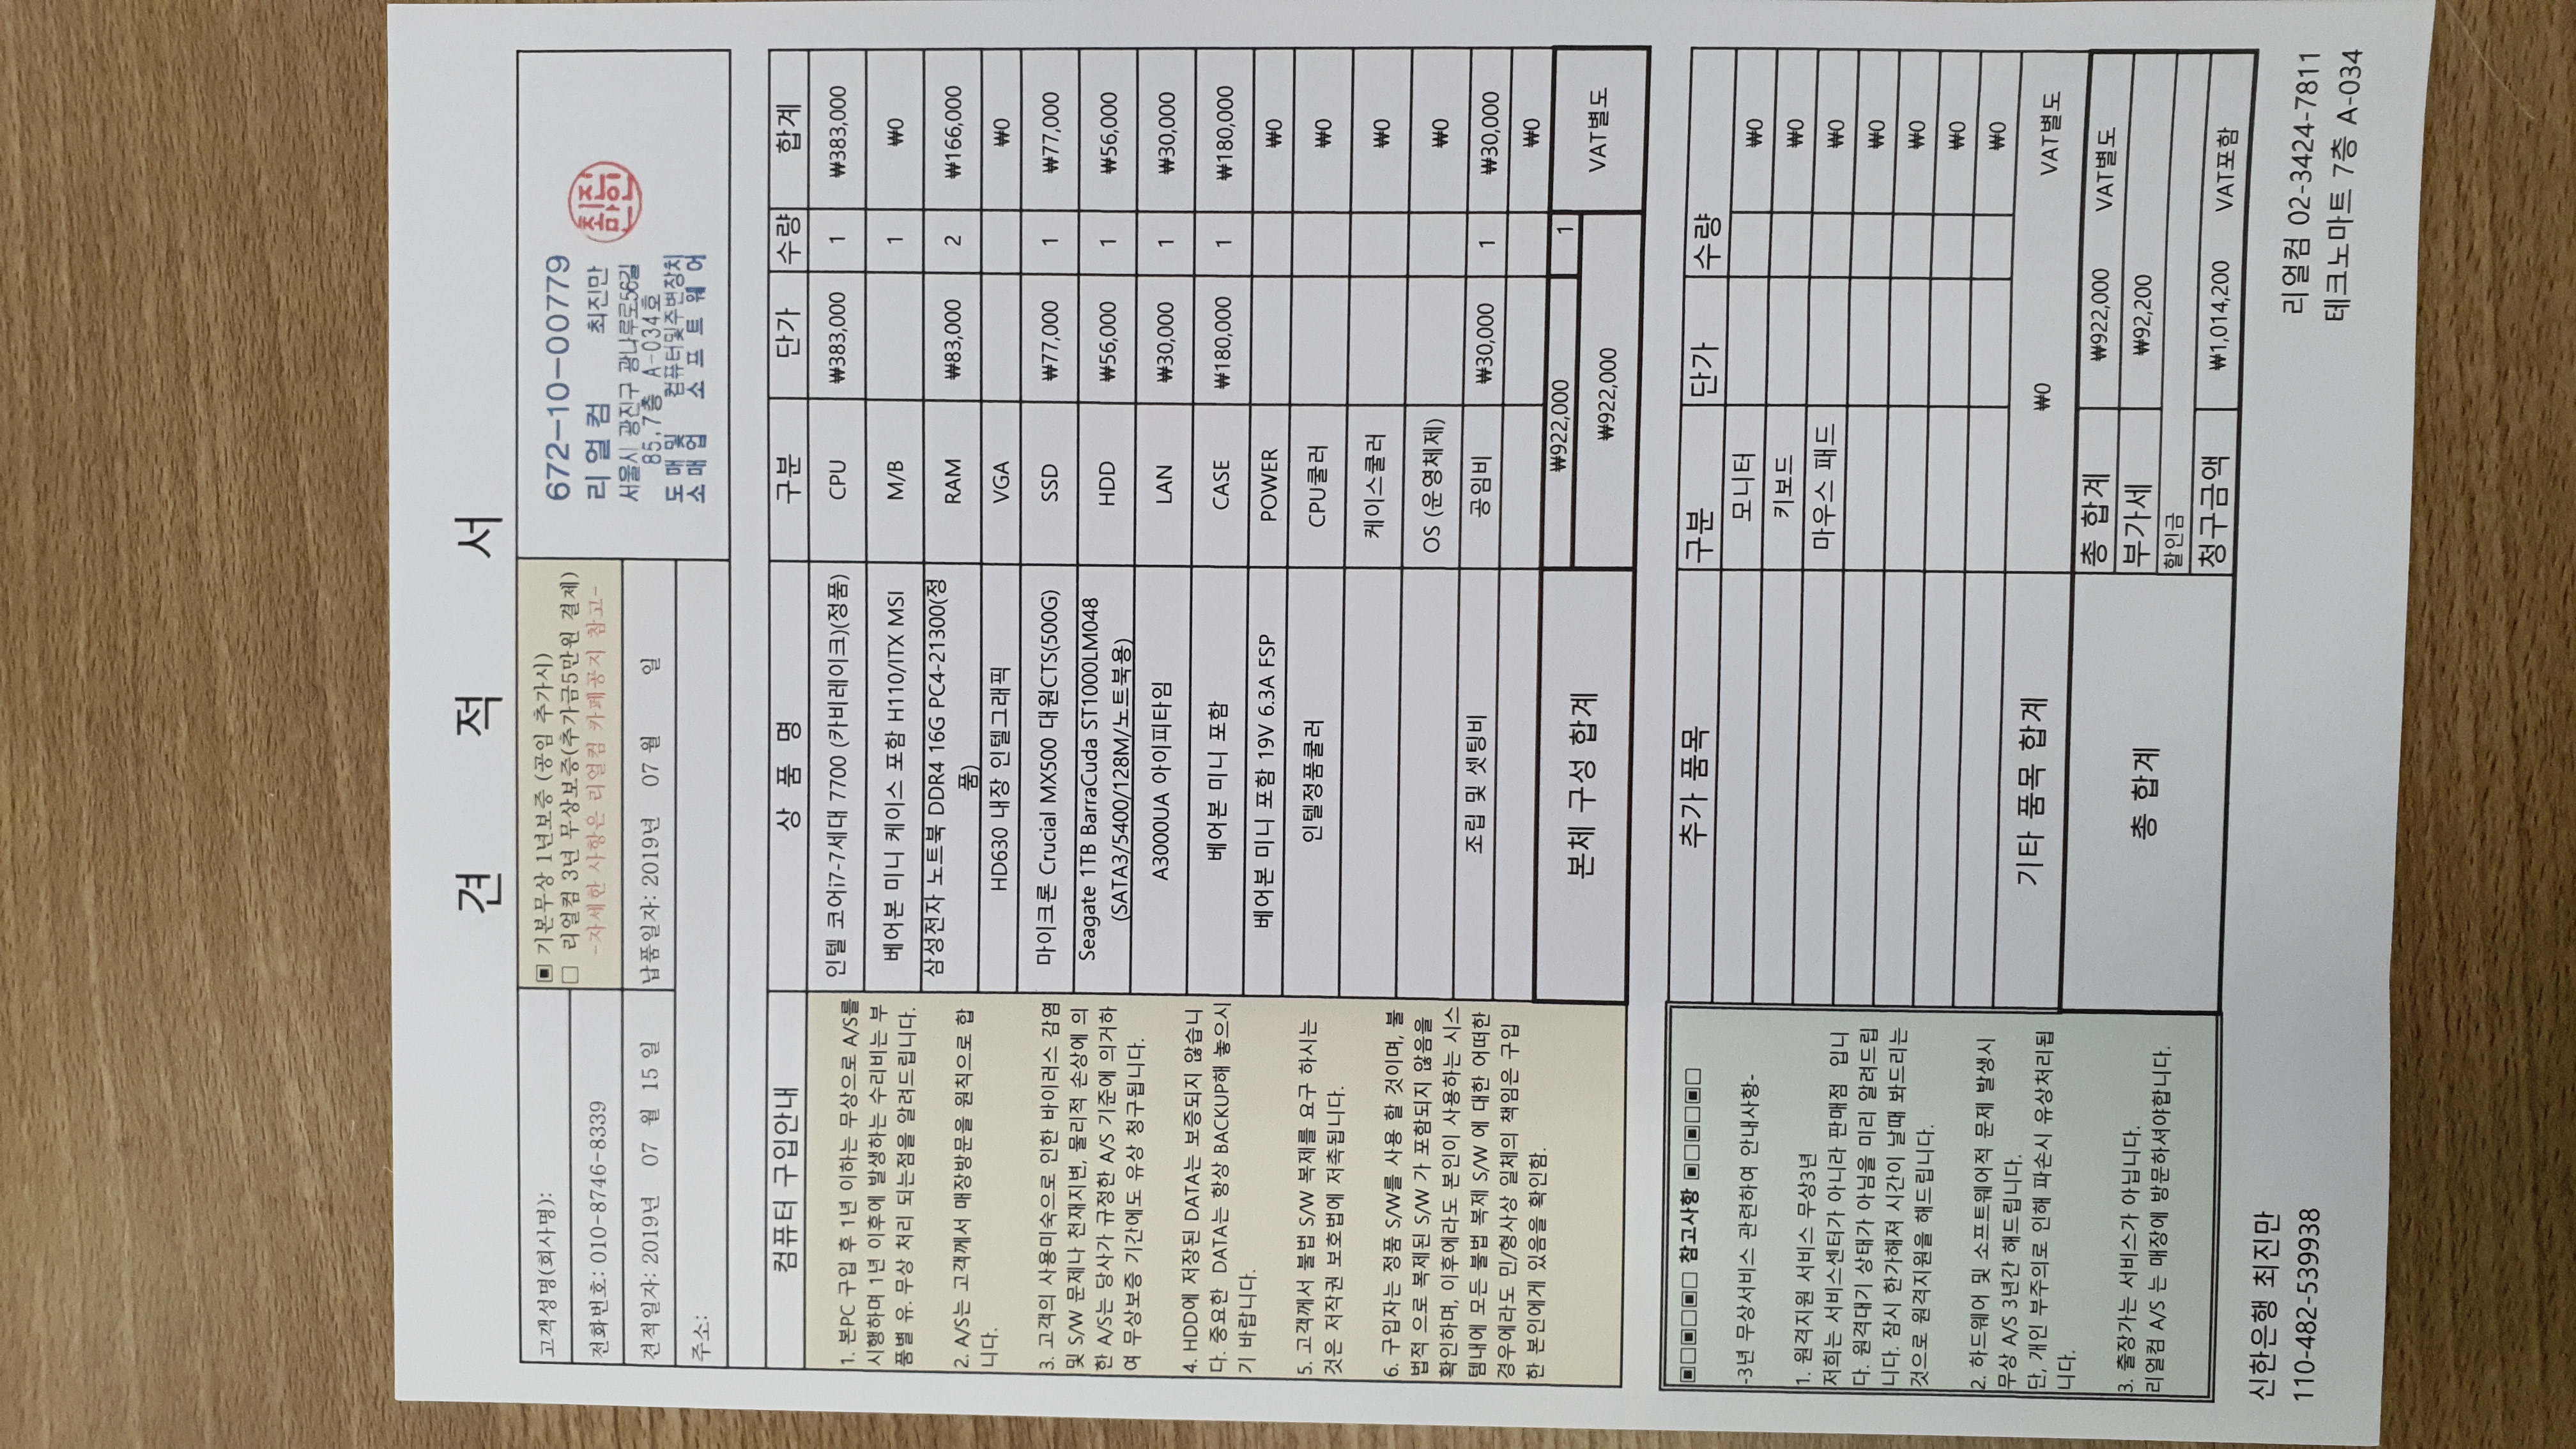 견 적 서
고객성명(회사명):
▣ 기본무상 1년보증 (공임 추가시)
□ 리얼컴 3년 무상보증(추가금5만원 결제)
-자세한 사항은 리얼컴 카페공지 참고-
전화번호: 010-8746-8339
견적일자: 2019년 07 월 15 일
납품일자: 2019년 07 월 일
주소:
672-10-00779
리얼컴 최진만
서울시 광진구 광나루로56길
85,7층 A-034호
도매및 컴퓨터및주변장치
소매업 소프트웨어
최진만인
컴퓨터 구입안내
1. 본PC 구입 후 1년 이하는 무상으로 A/S를
시행하며 1년 이후에 발생하는 수리비는 부
품별 유.무상 처리 되는점을 알려드립니다.
2. A/S는 고객께서 매장방문을 원칙으로 합
니다.
3. 고객의 사용미숙으로 인한 바이러스 감염
및 S/W 문제나 천재지변, 물리적 손상에 의
한 A/S는 당사가 규정한 A/S 기준에 의거하
여 무상보증 기간에도 유상 청구됩니다.
4. HDD에 저장된 DATA는 보증되지 않습니
다. 중요한 DATA는 항상 BACKUP해 놓으시
기 바랍니다.
5. 고객께서 불법 S/W 복제를 요구 하시는
것은 저작권 보호법에 저촉됩니다.
6. 구입자는 정품 S/W를 사용 할 것이며, 불
법적 으로 복제된 S/W 가 포함되지 않음을
확인하며, 이후에라도 본인이 사용하는 시스
템내에 모든 불법 복제 S/W 에 대한 어떠한
경우에라도 민/형사상 일체의 책임은 구입
한 본인에게 있음을 확인함.
상 품 명 구분 단가 수량 합계
인텔 코어i7-7세대 7700 (카비레이크)(정품) CPU ₩383,000 1 ₩383,000
베어본 미니 케이스 포함 H110/ITX MSI M/B 1 ₩0
삼성전자 노트북 DDR4 16G PC4-21300(정
품) RAM ₩83,000 2 ₩166,000
HD630 내장 인텔그래픽 VGA ₩0
마이크론 Crucial MX500 대원CTS(500G) SSD ₩77,000 1 ₩77,000
Seagate 1TB BarraCuda ST1000LM048
(SATA3/5400/128M/노트북용) HDD ₩56,000 1 ₩56,000
A3000UA 아이피타임 LAN ₩30,000 1 ₩30,000
베어본 미니 포함 CASE ₩180,000 1 ₩180,000
베어본 미니 포함 19V 6.3A FSP POWER ₩0
인텔정품쿨러 CPU쿨러 ₩0
케이스쿨러 ₩0
OS (운영체제) ₩0
조립 및 셋팅비 공임비 ₩30,000 1 ₩30,000
₩0
본체 구성 합계 ₩922,000 1
₩922,000 VAT별도
▣□▣□▣□ 참고사항 ▣□▣□▣□
-3년 무상서비스 관련하여 안내사항-
1. 원격지원 서비스 무상3년
저희는 서비스센터가 아니라 판매점 입니
다. 원격대기 상태가 아님을 미리 알려드립
니다. 잠시 한가해져 시간이 날때 봐드리는
것으로 원격지원을 해드립니다.
2. 하드웨어 및 소프트웨어적 문제 발생시
무상 A/S 3년간 해드립니다.
단, 개인 부주의로 인해 파손시 유상처리됩
니다.
3. 출장가는 서비스가 아닙니다.
리얼컴 A/S 는 매장에 방문하셔야합니다.
추가 품목 구분 단가 수량
모니터 ₩0
키보드 ₩0
마우스 패드 ₩0
₩0
₩0
₩0
₩0
기타 품목 합계 ₩0 VAT별도
총 합계
총 합계 ₩922,000 VAT별도
부가세 ₩92,200
할인금
청구금액 ₩1,014,200 VAT포함
신한은행 최진만
110-482-539938
리얼컴 02-3424-7811
테크노마트 7층 A-034